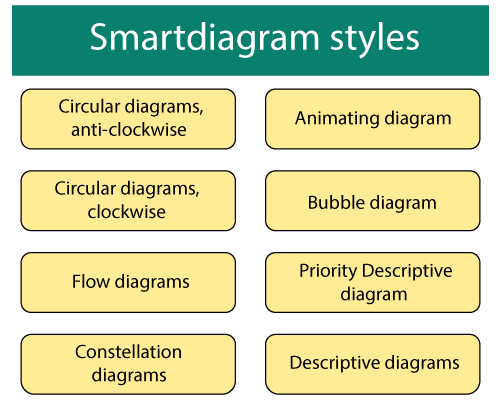 Smartdiagram styles
Circular diagrams,
anti-clockwise
Animating diagram
Circular diagrams,
clockwise
Bubble diagram
Flow diagrams
Priority Descriptive
diagram
Constellation
diagrams
Descriptive diagrams